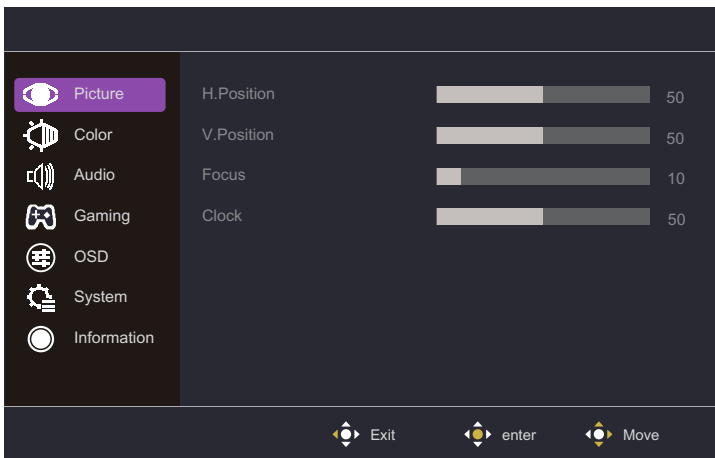 Picture
H.Position 50
Color
V.Position 50
Audio
Focus 10
Gaming
Clock 50
OSD
System
Information
Exit enter Move